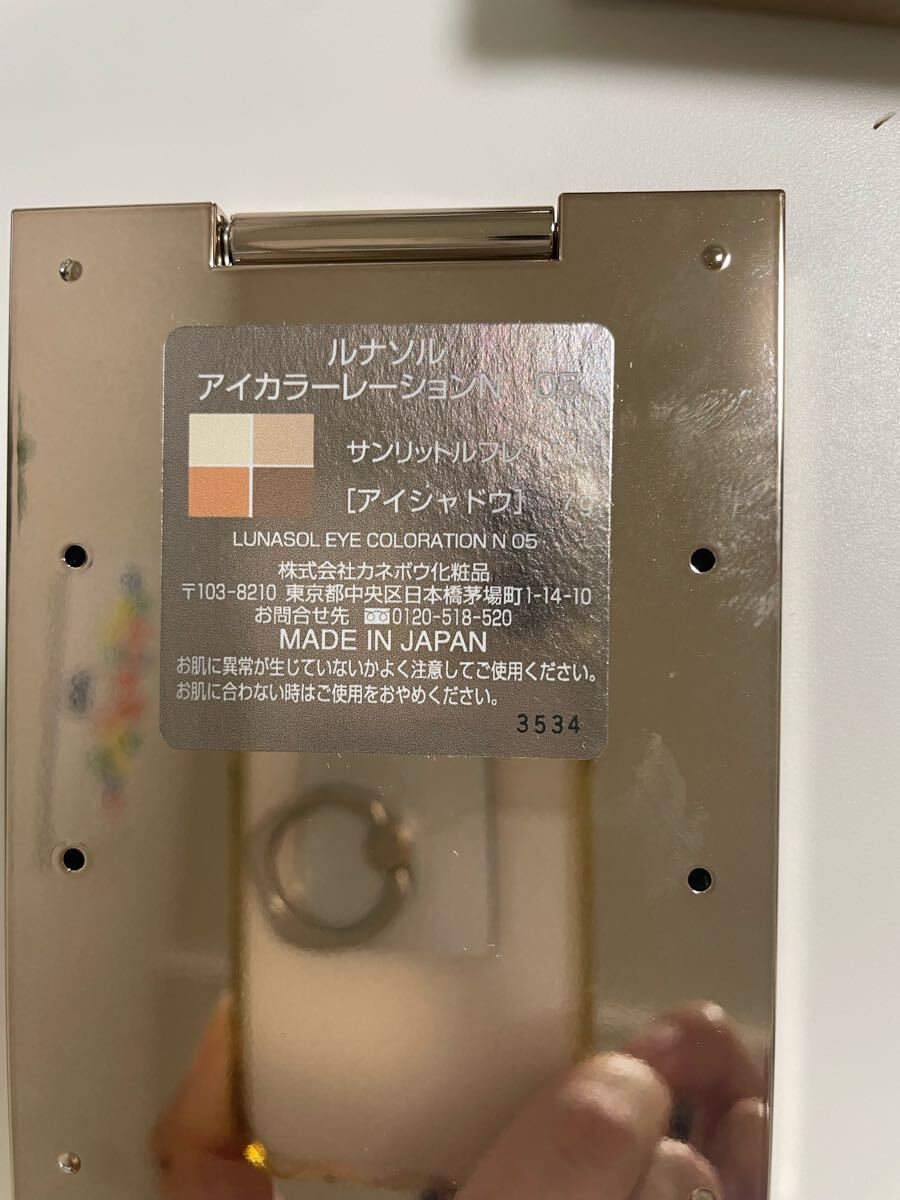 ルナソル
アイカラーレーションN 05
サンリットルフレ
[アイシャドウ] 7g
LUNASOL EYE COLORATION N 05
株式会社カネボウ化粧品
〒103-8210 東京都中央区日本橋茅場町1-14-10
お問合せ先 0120-518-520
MADE IN JAPAN
お肌に異常が生じていないかよく注意してご使用ください。
お肌に合わない時はご使用をおやめください。
3534